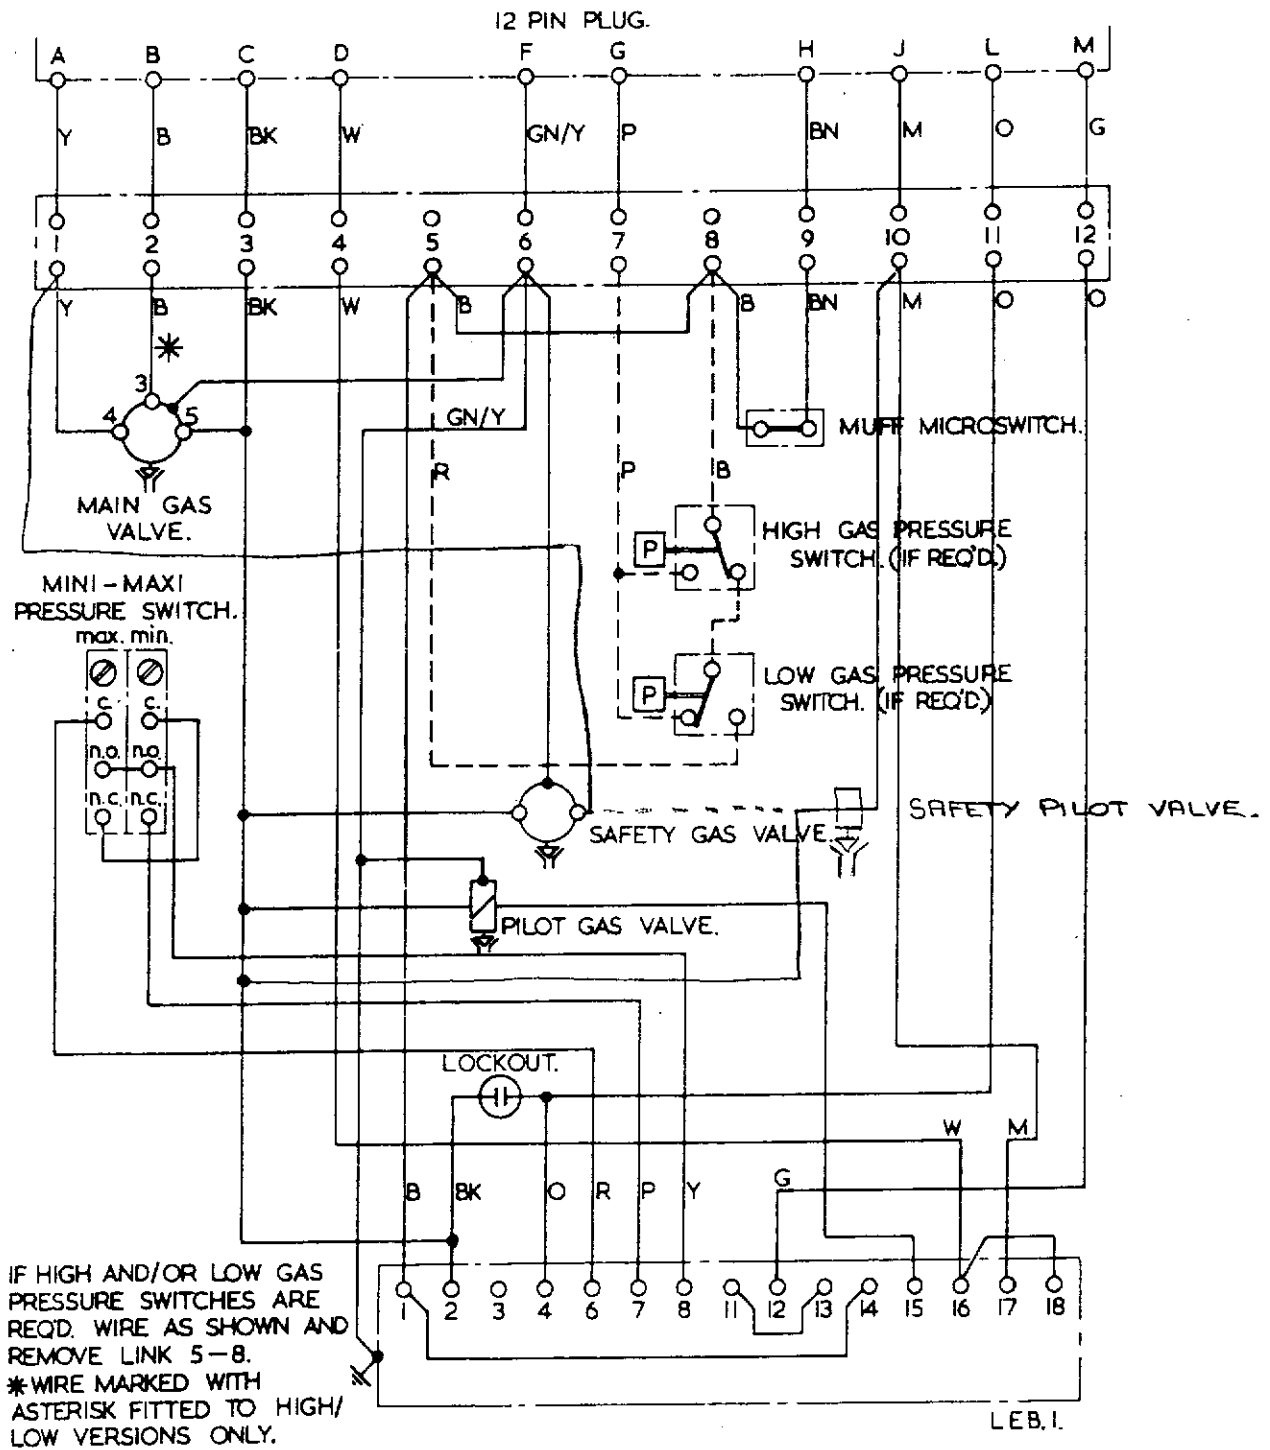 12 PIN PLUG.
A B C D F G H J L M
Y B BK W GN/Y P BN M O G
1 2 3 4 5 6 7 8 9 10 11 12
Y B BK W B B BN M O O
*
3
4 5
GN/Y
MUFF MICROSWITCH.
R P B
MAIN GAS
VALVE.
P HIGH GAS PRESSURE
SWITCH. (IF REQ'D.)
MINI-MAXI
PRESSURE SWITCH.
max. min.
P LOW GAS PRESSURE
SWITCH. (IF REQ'D.)
c. c.
n.o. n.o.
n.c. n.c.
SAFETY GAS VALVE.
SAFETY PILOT VALVE.
PILOT GAS VALVE.
LOCKOUT.
W M
B BK O R P Y G
1 2 3 4 6 7 8 11 12 13 14 15 16 17 18
IF HIGH AND/OR LOW GAS
PRESSURE SWITCHES ARE
REQD. WIRE AS SHOWN AND
REMOVE LINK 5-8.
*WIRE MARKED WITH
ASTERISK FITTED TO HIGH/
LOW VERSIONS ONLY.
L.E.B.1.